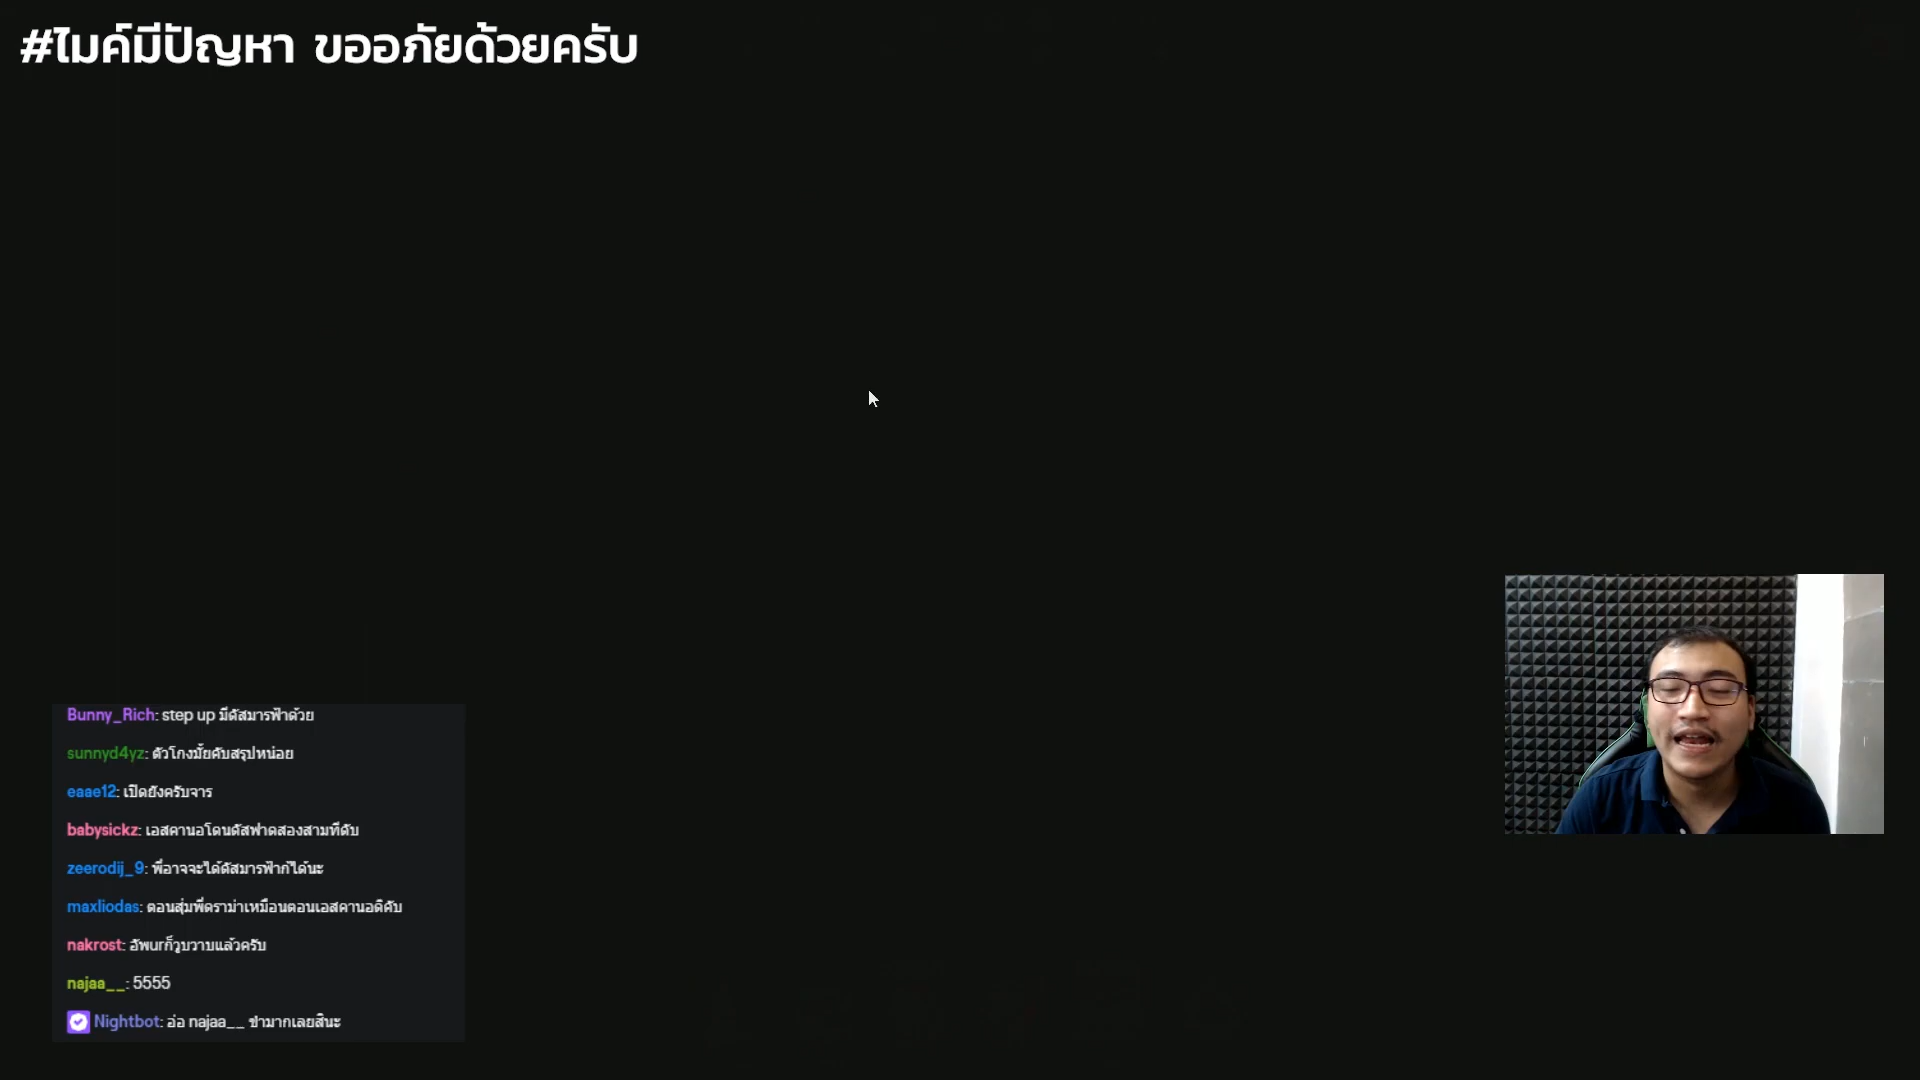 #ไมค์มีปัญหา ขออภัยด้วยครับ
Bunny_Rich: step up มีดัสมารฟ้าด้วย
sunnyd4yz: ตัวโกงมั้ยคับสรุปหน่อย
eaae12: เปิดยังครับจาร
babysickz: เอสคานอโดนดัสฟาดสองสามทีดับ
zeerodij_9: พี่อาจจะได้ดัสมารฟ้าก้ได้นะ
maxliodas: ตอนสุ่มพี่ดราม่าเหมือนตอนเอสคานอดิคับ
nakrost: อัพurก็วูบวาบแล้วครับ
najaa__: 5555
Nightbot: อ่อ najaa__ ขำมากเลยสินะ